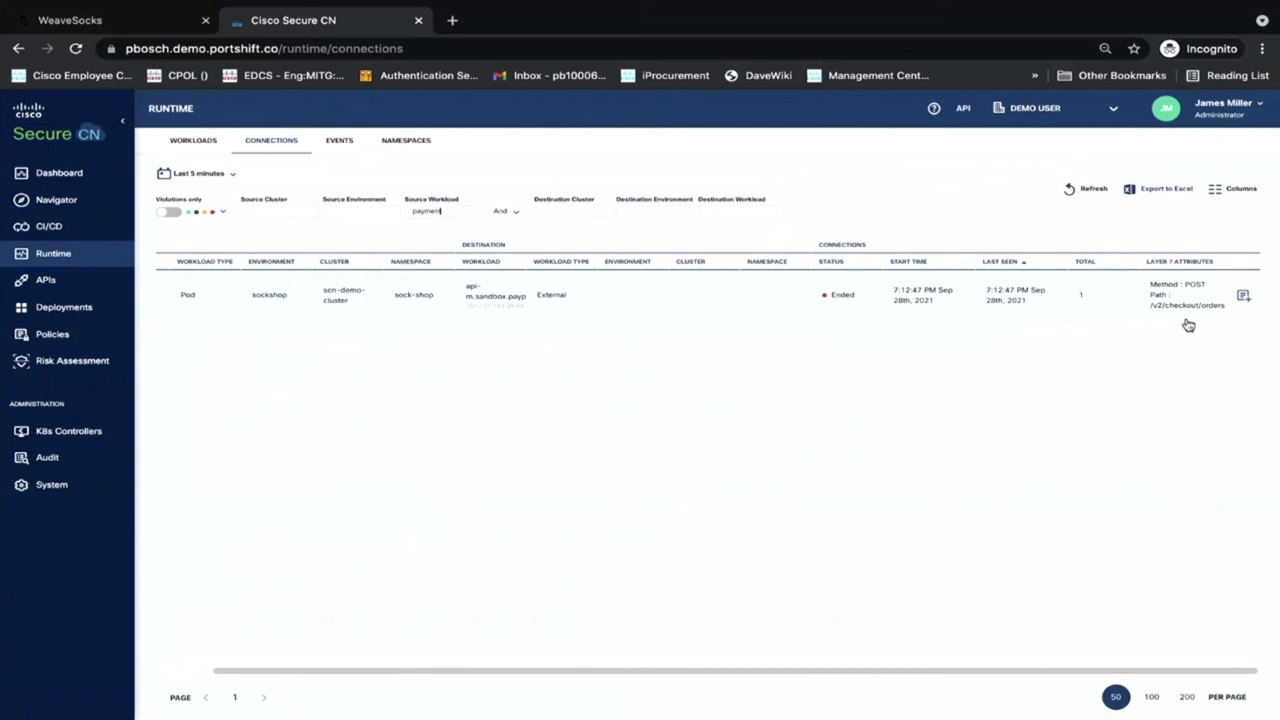 WeaveSocks
Cisco Secure CN
pbosch.demo.portshift.co/runtime/connections
Incognito
Cisco Employee C...
CPOL ()
EDCS - Eng:MITG:...
Authentication Se...
Inbox - pb10006...
iProcurement
DaveWiki
Management Cent...
»
Other Bookmarks
Reading List
CISCO
Secure CN
Dashboard
Navigator
CI/CD
Runtime
APIs
Deployments
Policies
Risk Assessment
ADMINISTRATION
K8s Controllers
Audit
System
RUNTIME
API
DEMO USER
JM
James Miller
Administrator
WORKLOADS
CONNECTIONS
EVENTS
NAMESPACES
Last 5 minutes
Refresh
Export to Excel
Columns
Violations only
Source Cluster
Source Environment
Source Workload
Destination Cluster
Destination Environment
Destination Workload
paymen
And
DESTINATION
CONNECTIONS
WORKLOAD TYPE
ENVIRONMENT
CLUSTER
NAMESPACE
WORKLOAD
WORKLOAD TYPE
ENVIRONMENT
CLUSTER
NAMESPACE
STATUS
START TIME
LAST SEEN
TOTAL
LAYER 7 ATTRIBUTES
Pod
sockshop
scn-demo-
cluster
sock-shop
api-
m.sandbox.payp
External
Ended
7:12:47 PM Sep
28th, 2021
7:12:47 PM Sep
28th, 2021
1
Method : POST
Path :
/v2/checkout/orders
PAGE
1
50
100
200
PER PAGE